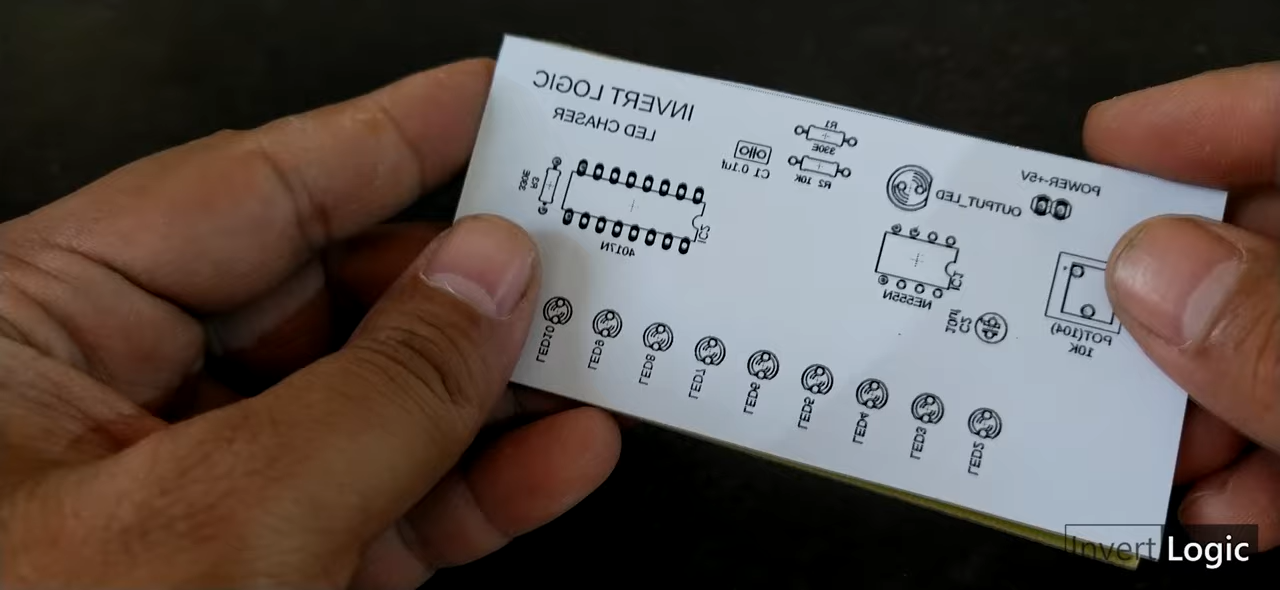 INVERT LOGIC
LED CHASER
R1
330E
R2 10K
C1 0.1uf
330E
R3
IC2
4017N
POWER+5V
OUTPUT_LED
IC1
NE555N
10uf
C2
POT(104)
10K
LED10
LED9
LED8
LED7
LED6
LED5
LED4
LED3
LED2
Invert Logic